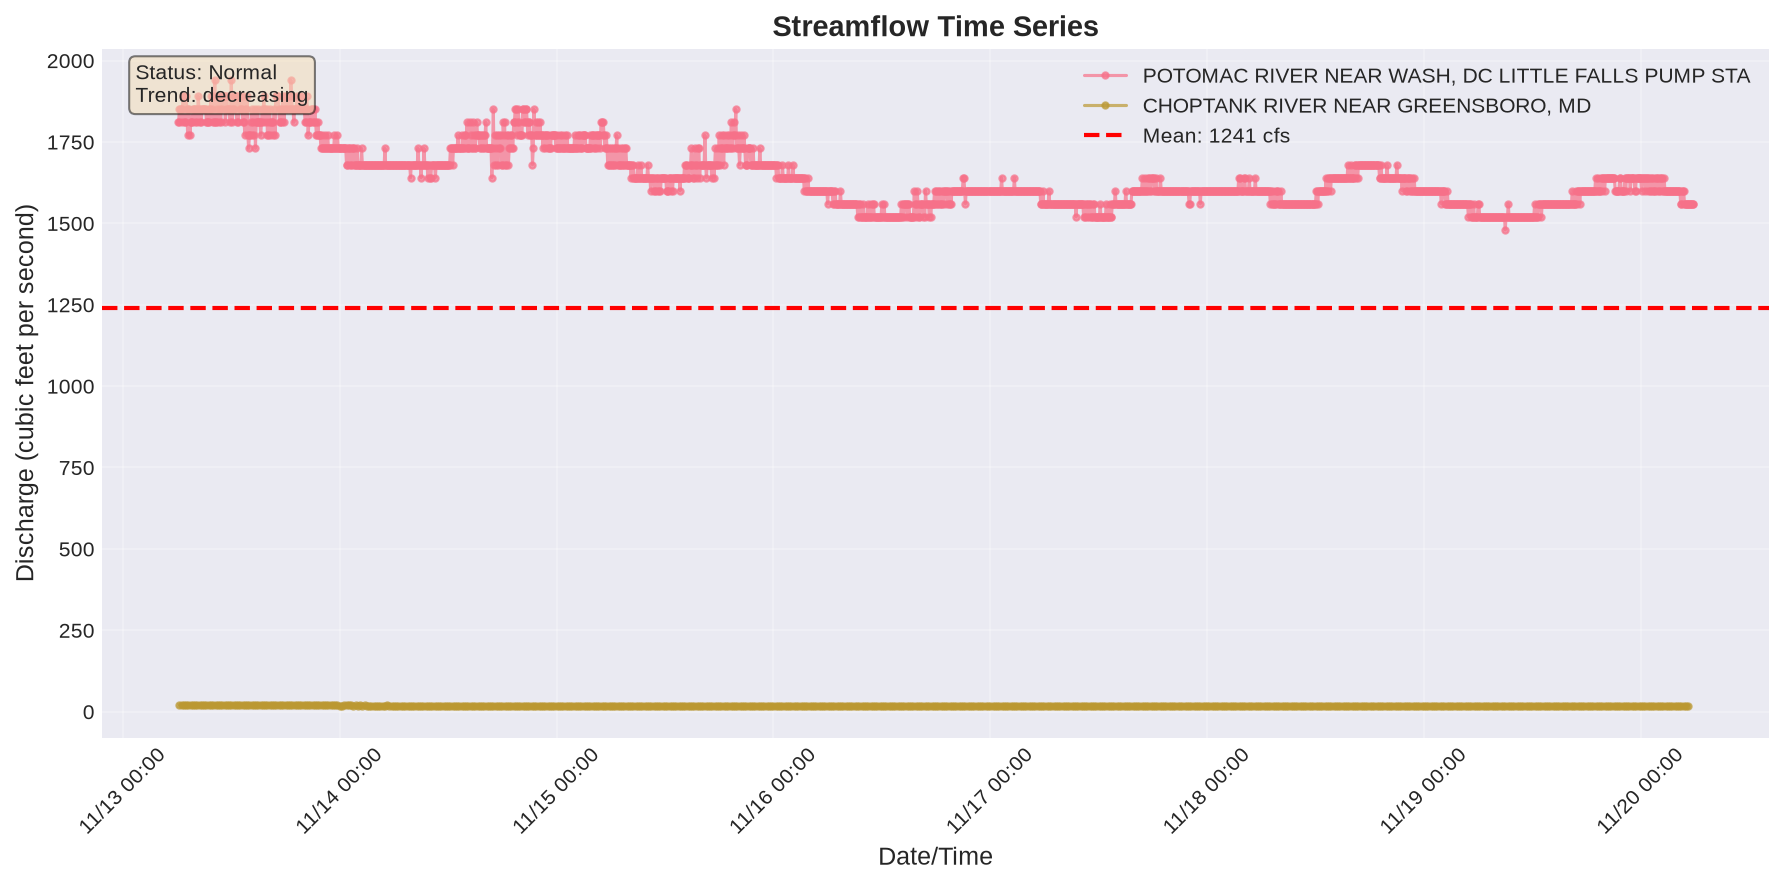 Streamflow Time Series
Status: Normal
Trend: decreasing
POTOMAC RIVER NEAR WASH, DC LITTLE FALLS PUMP STA
CHOPTANK RIVER NEAR GREENSBORO, MD
Mean: 1241 cfs
Discharge (cubic feet per second)
2000
1750
1500
1250
1000
750
500
250
0
11/13 00:00
11/14 00:00
11/15 00:00
11/16 00:00
11/17 00:00
11/18 00:00
11/19 00:00
11/20 00:00
Date/Time